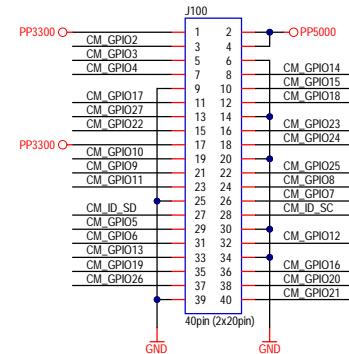 J100
PP3300 1 2 PP5000
CM_GPIO2 3 4
CM_GPIO3 5 6
CM_GPIO4 7 8 CM_GPIO14
9 10 CM_GPIO15
CM_GPIO17 11 12 CM_GPIO18
CM_GPIO27 13 14
CM_GPIO22 15 16 CM_GPIO23
PP3300 17 18 CM_GPIO24
CM_GPIO10 19 20
CM_GPIO9 21 22 CM_GPIO25
CM_GPIO11 23 24 CM_GPIO8
25 26 CM_GPIO7
CM_ID_SD 27 28 CM_ID_SC
CM_GPIO5 29 30
CM_GPIO6 31 32 CM_GPIO12
CM_GPIO13 33 34
CM_GPIO19 35 36 CM_GPIO16
CM_GPIO26 37 38 CM_GPIO20
39 40 CM_GPIO21
40pin (2x20pin)
GND GND